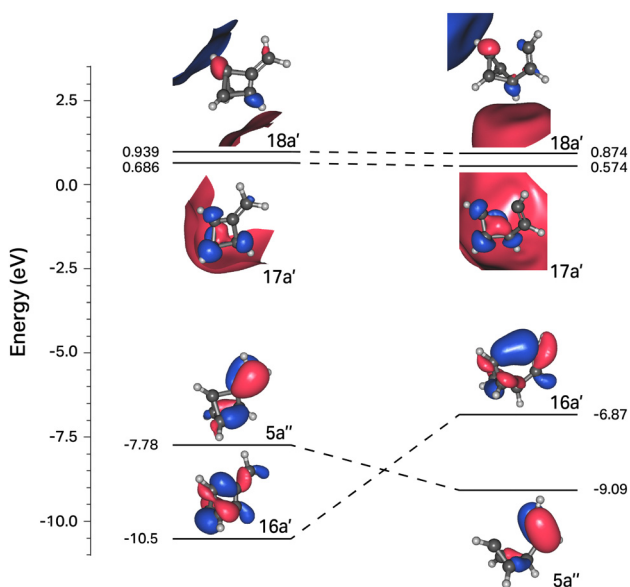 18a′
18a′
0.939
0.686
0.874
0.574
17a′
17a′
Energy (eV)
2.5
0.0
-2.5
-5.0
-7.5
-10.0
5a″
-7.78
16a′
-10.5
16a′
-6.87
-9.09
5a″